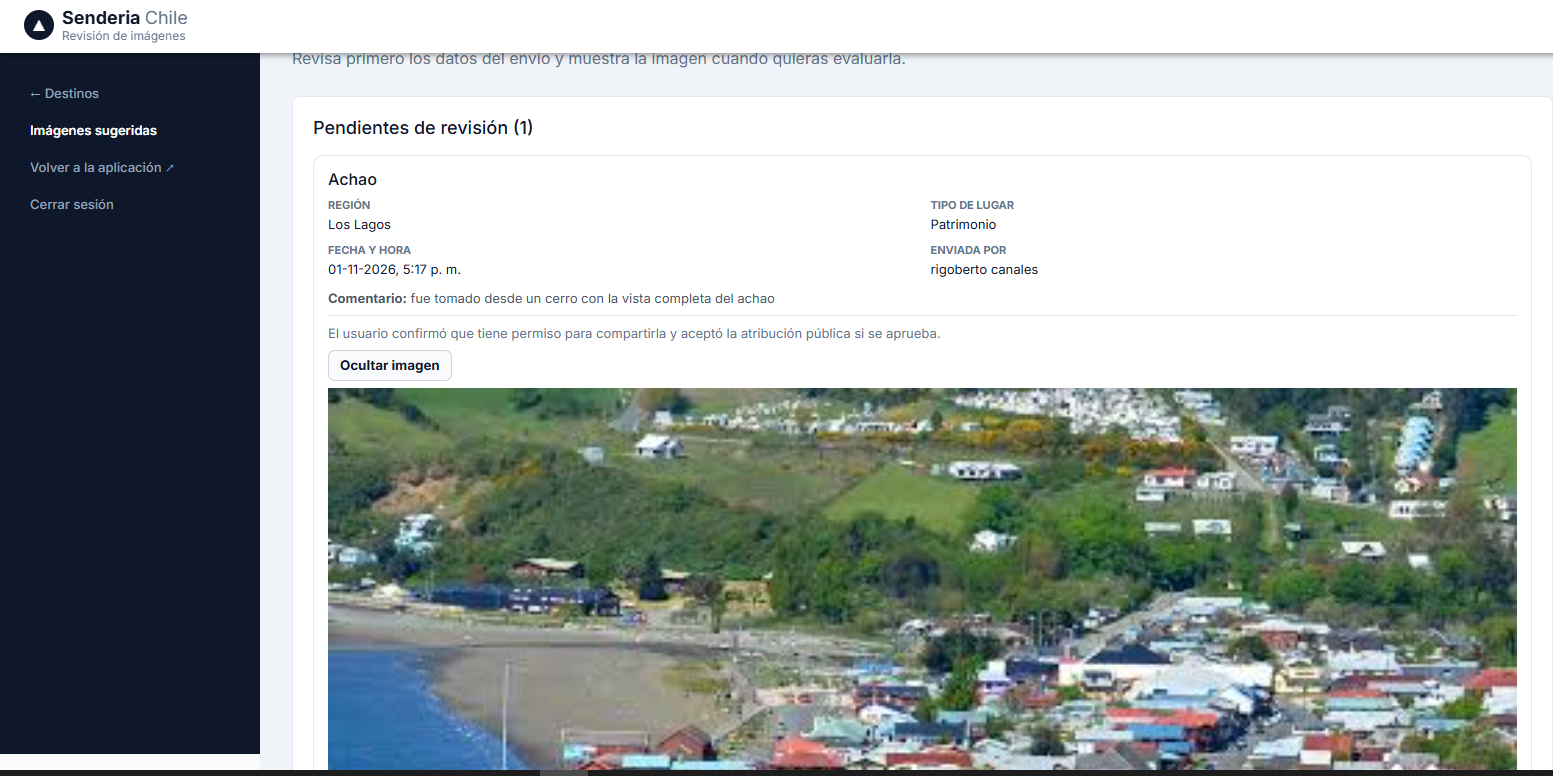 Senderia Chile
Revisión de imágenes
← Destinos
Imágenes sugeridas
Volver a la aplicación ↗
Cerrar sesión
Revisa primero los datos del envío y muestra la imagen cuando quieras evaluarla.
Pendientes de revisión (1)
Achao
REGIÓN
Los Lagos
TIPO DE LUGAR
Patrimonio
FECHA Y HORA
01-11-2026, 5:17 p. m.
ENVIADA POR
rigoberto canales
Comentario: fue tomado desde un cerro con la vista completa del achao
El usuario confirmó que tiene permiso para compartirla y aceptó la atribución pública si se aprueba.
Ocultar imagen